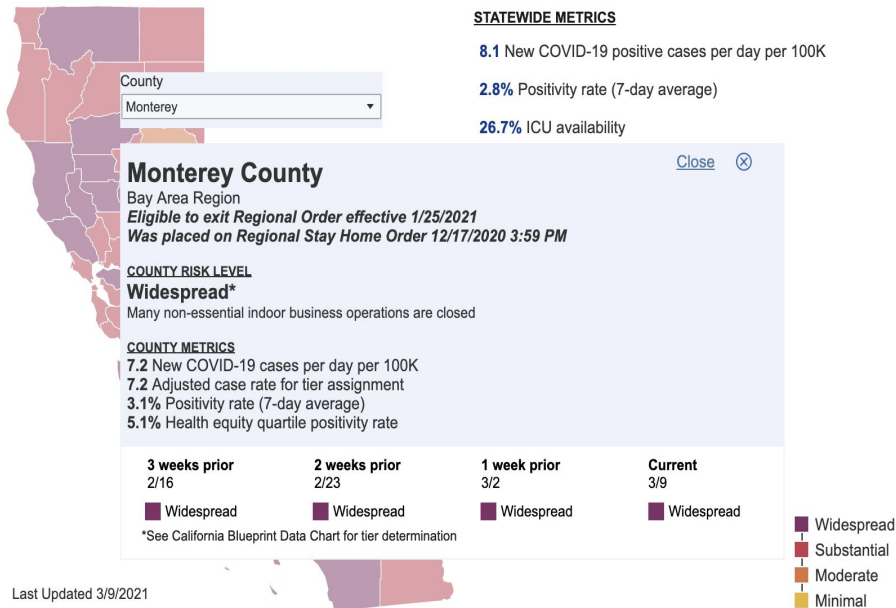 STATEWIDE METRICS
8.1 New COVID-19 positive cases per day per 100K
2.8% Positivity rate (7-day average)
26.7% ICU availability
County
Monterey
Close
Monterey County
Bay Area Region
Eligible to exit Regional Order effective 1/25/2021
Was placed on Regional Stay Home Order 12/17/2020 3:59 PM
COUNTY RISK LEVEL
Widespread*
Many non-essential indoor business operations are closed
COUNTY METRICS
7.2 New COVID-19 cases per day per 100K
7.2 Adjusted case rate for tier assignment
3.1% Positivity rate (7-day average)
5.1% Health equity quartile positivity rate
3 weeks prior 2 weeks prior 1 week prior Current
2/16 2/23 3/2 3/9
Widespread Widespread Widespread Widespread
*See California Blueprint Data Chart for tier determination
Widespread
Substantial
Moderate
Minimal
Last Updated 3/9/2021